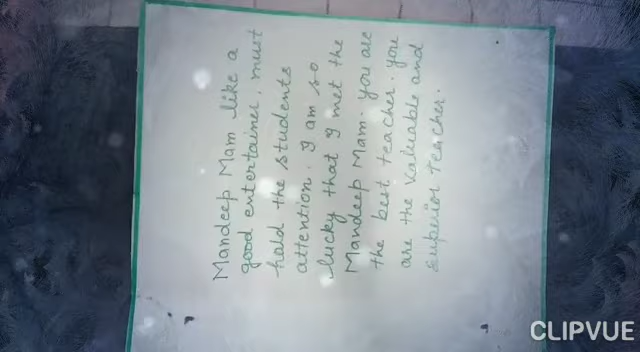 Mandeep Mam like a
good entertainer, must
hold the students
attention. I am so
lucky that I met the
Mandeep Mam. You are
the best teacher. You
are the Valuable and
superior teacher.
CLIPVUE